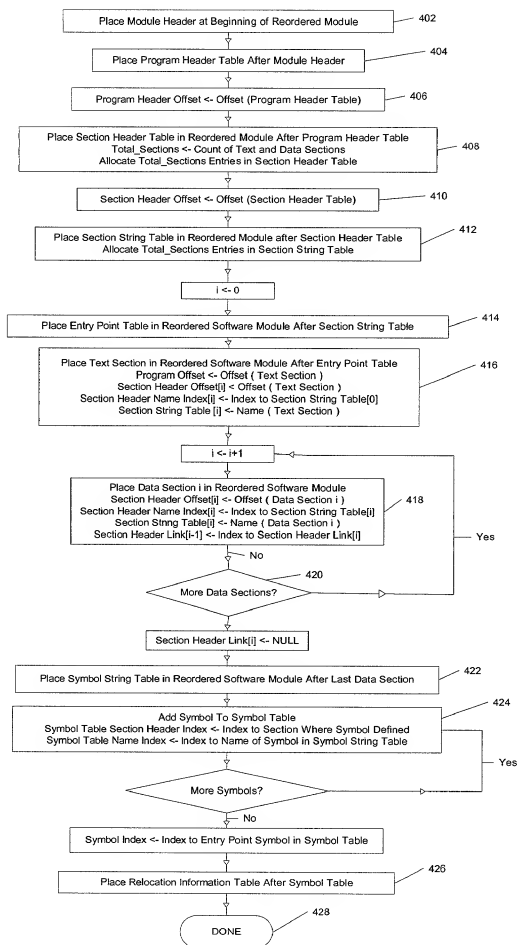 Place Module Header at Beginning of Reordered Module
402
Place Program Header Table After Module Header
404
Program Header Offset <- Offset (Program Header Table)
406
Place Section Header Table in Reordered Module After Program Header Table
Total_Sections <- Count of Text and Data Sections
Allocate Total_Sections Entries in Section Header Table
408
Section Header Offset <- Offset (Section Header Table)
410
Place Section String Table in Reordered Module after Section Header Table
Allocate Total_Sections Entries in Section String Table
412
i <- 0
Place Entry Point Table in Reordered Software Module After Section String Table
414
Place Text Section in Reordered Software Module After Entry Point Table
Program Offset <- Offset ( Text Section )
Section Header Offset[i] < Offset ( Text Section )
Section Header Name Index[i] <- Index to Section String Table[0]
Section String Table [i] <- Name ( Text Section )
416
i <- i+1
Place Data Section i in Reordered Software Module
Section Header Offset[i] <- Offset ( Data Section i )
Section Header Name Index[i] <- Index to Section String Table[i]
Section String Table[i] <- Name ( Data Section i )
Section Header Link[i-1] <- Index to Section Header Link[i]
418
Yes
No
420
More Data Sections?
Section Header Link[i] <- NULL
Place Symbol String Table in Reordered Software Module After Last Data Section
422
424
Add Symbol To Symbol Table
Symbol Table Section Header Index <- Index to Section Where Symbol Defined
Symbol Table Name Index <- Index to Name of Symbol in Symbol String Table
Yes
More Symbols?
No
Symbol Index <- Index to Entry Point Symbol in Symbol Table
Place Relocation Information Table After Symbol Table
426
DONE
428